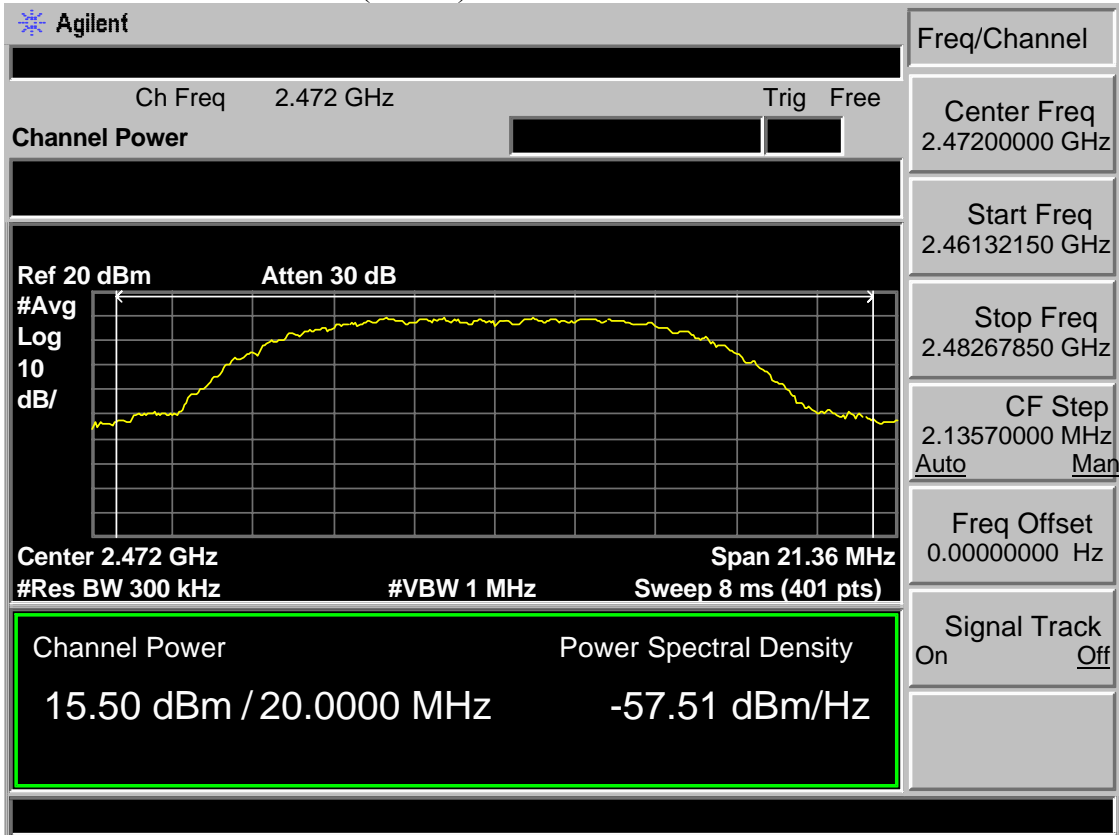 Agilent
Freq/Channel
Ch Freq 2.472 GHz Trig Free
Channel Power
Center Freq
2.47200000 GHz
Start Freq
2.46132150 GHz
Stop Freq
2.48267850 GHz
CF Step
2.13570000 MHz
Auto Man
Freq Offset
0.00000000 Hz
Signal Track
On Off
Ref 20 dBm Atten 30 dB
#Avg
Log
10
dB/
Center 2.472 GHz Span 21.36 MHz
#Res BW 300 kHz #VBW 1 MHz Sweep 8 ms (401 pts)
Channel Power Power Spectral Density
15.50 dBm / 20.0000 MHz -57.51 dBm/Hz